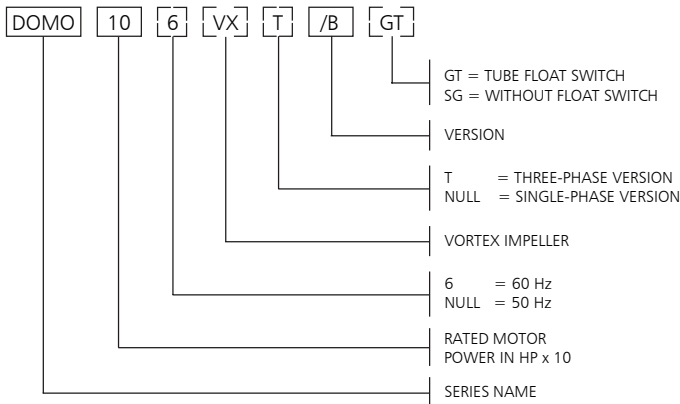 DOMO 10 6 VX T /B GT
GT = TUBE FLOAT SWITCH
SG = WITHOUT FLOAT SWITCH
VERSION
T = THREE-PHASE VERSION
NULL = SINGLE-PHASE VERSION
VORTEX IMPELLER
6 = 60 Hz
NULL = 50 Hz
RATED MOTOR
POWER IN HP x 10
SERIES NAME